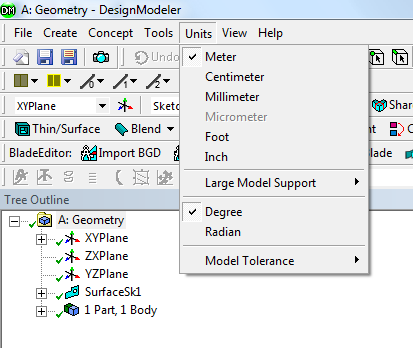 A: Geometry - DesignModeler
File Create Concept Tools Units View Help
Undo
Meter
Centimeter
Millimeter
Micrometer
Foot
Inch
Large Model Support
Degree
Radian
Model Tolerance
XYPlane
Shar
Thin/Surface Blend
BladeEditor: Import BGD
lade
Tree Outline
A: Geometry
XYPlane
ZXPlane
YZPlane
SurfaceSk1
1 Part, 1 Body